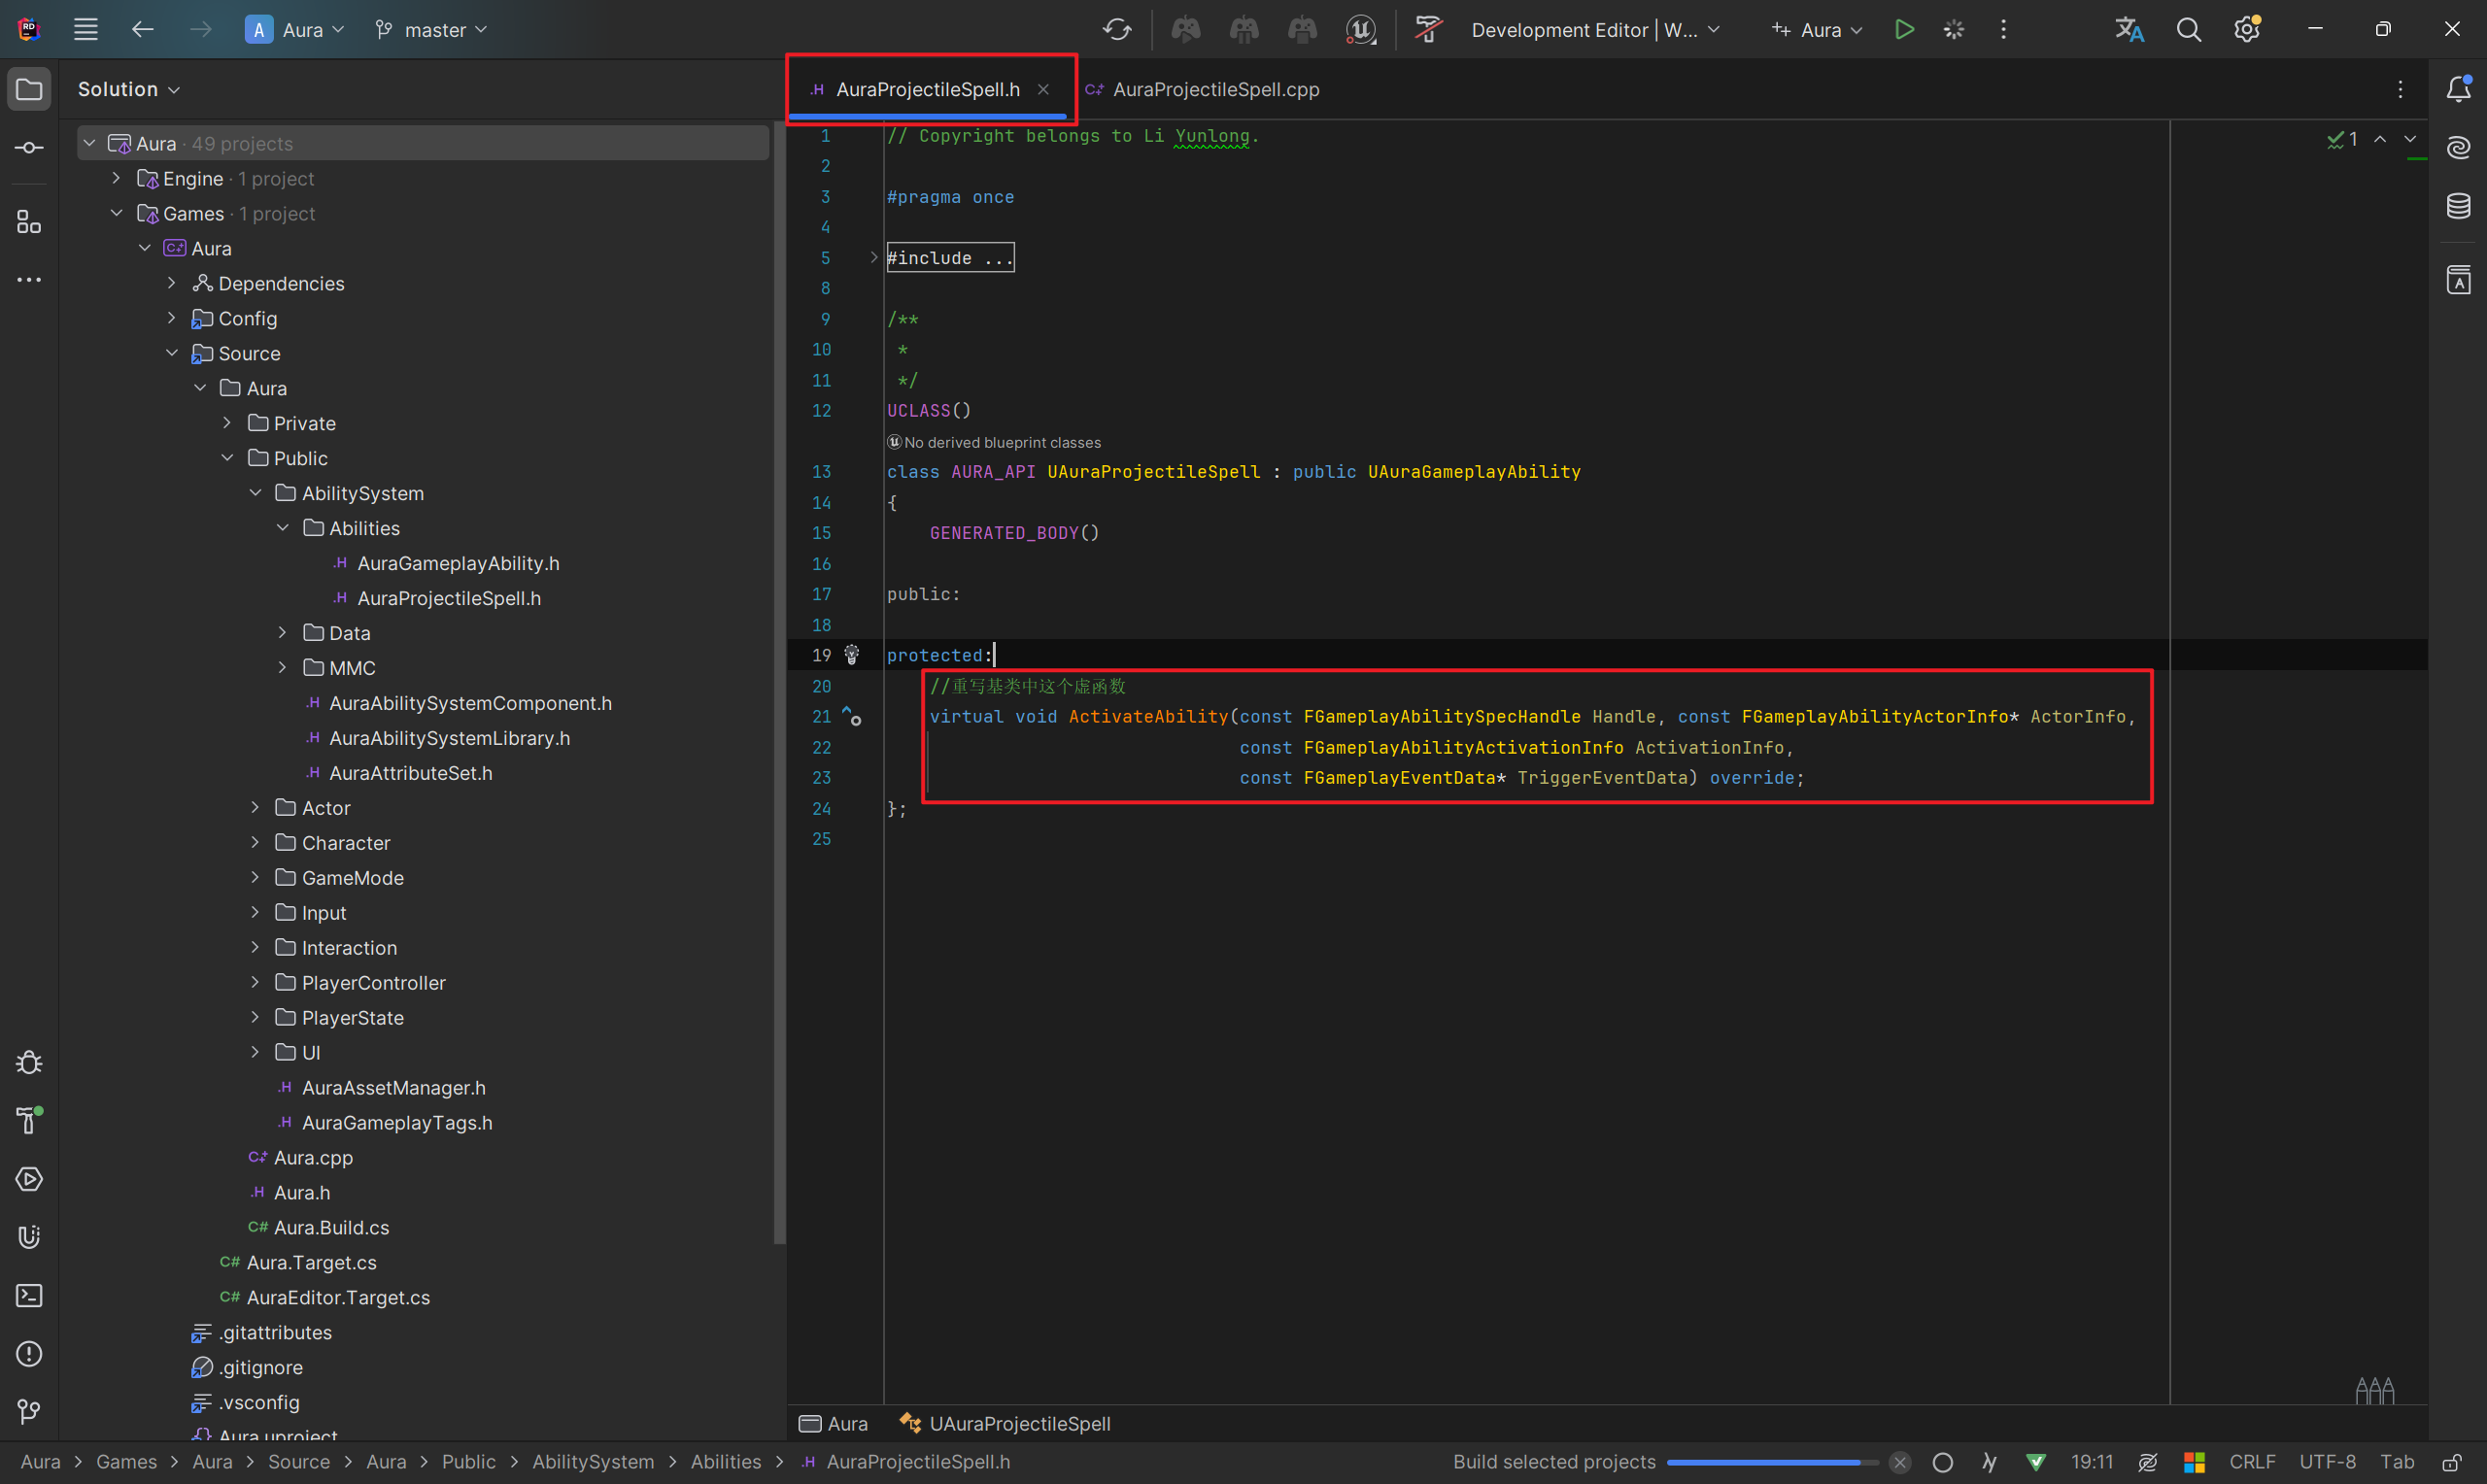 Aura
master
Development Editor | W...
Aura
Solution
AuraProjectileSpell.h
AuraProjectileSpell.cpp
Aura · 49 projects
Engine · 1 project
Games · 1 project
Aura
Dependencies
Config
Source
Aura
Private
Public
AbilitySystem
Abilities
AuraGameplayAbility.h
AuraProjectileSpell.h
Data
MMC
AuraAbilitySystemComponent.h
AuraAbilitySystemLibrary.h
AuraAttributeSet.h
Actor
Character
GameMode
Input
Interaction
PlayerController
PlayerState
UI
AuraAssetManager.h
AuraGameplayTags.h
Aura.cpp
Aura.h
Aura.Build.cs
Aura.Target.cs
AuraEditor.Target.cs
.gitattributes
.gitignore
.vsconfig
Aura.uproject
1 // Copyright belongs to Li Yunlong.
1
2
3 #pragma once
4
5 #include ...
8
9 /**
10 *
11 */
12 UCLASS()
No derived blueprint classes
13 class AURA_API UAuraProjectileSpell : public UAuraGameplayAbility
14 {
15 GENERATED_BODY()
16
17 public:
18
19 protected:
20 //重写基类中这个虚函数
21 virtual void ActivateAbility(const FGameplayAbilitySpecHandle Handle, const FGameplayAbilityActorInfo* ActorInfo,
22 const FGameplayAbilityActivationInfo ActivationInfo,
23 const FGameplayEventData* TriggerEventData) override;
24 };
25
Aura UAuraProjectileSpell
Aura > Games > Aura > Source > Aura > Public > AbilitySystem > Abilities > AuraProjectileSpell.h
Build selected projects
19:11
CRLF
UTF-8
Tab